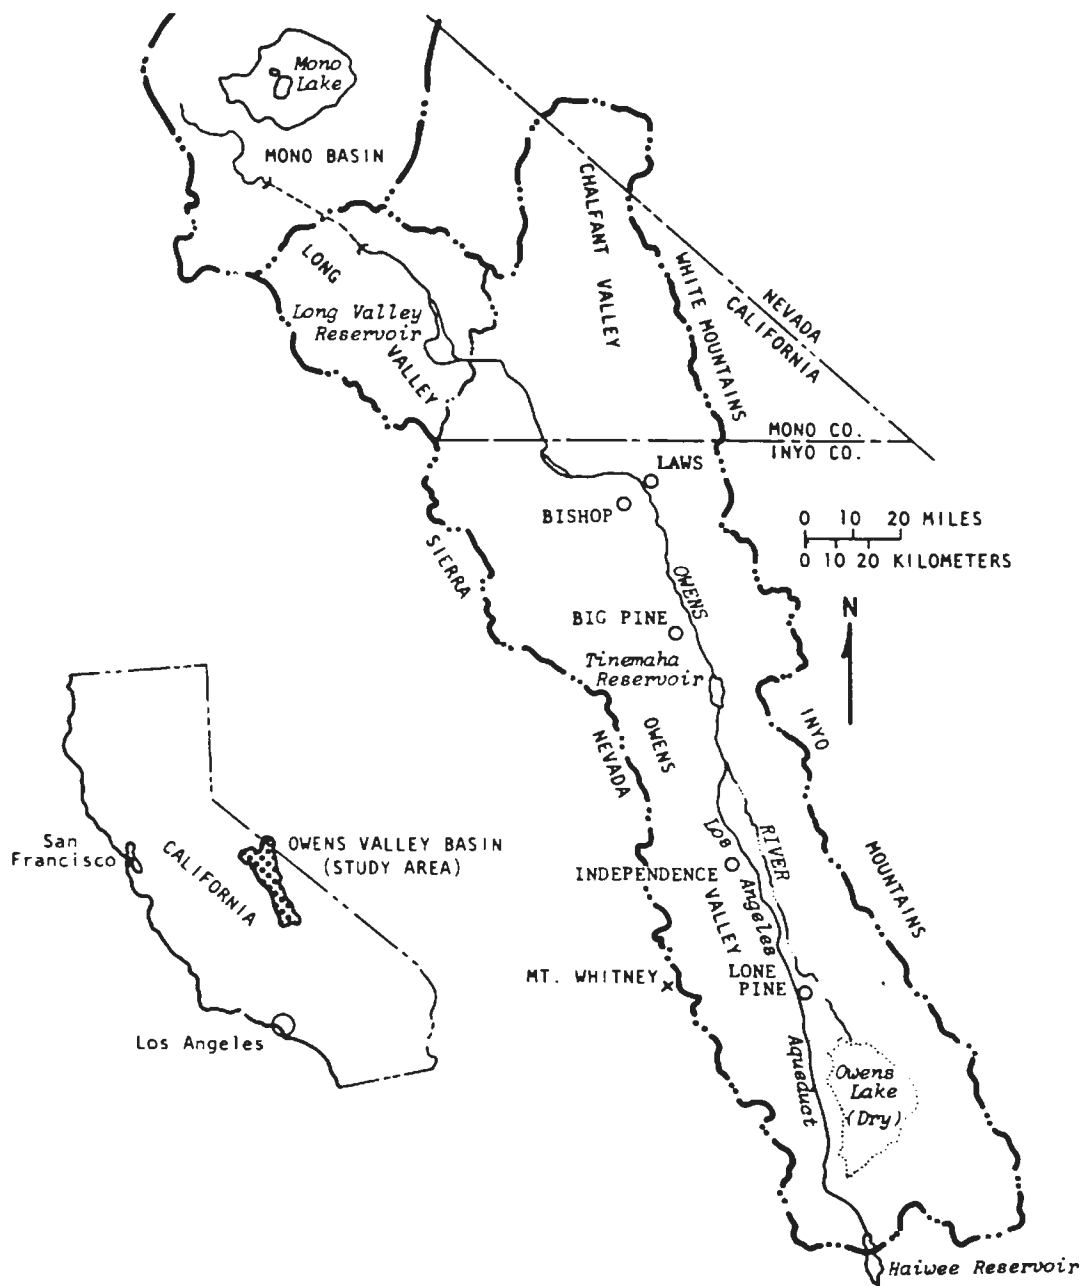 Mono
Lake
MONO BASIN
CHALFANT VALLEY
LONG
VALLEY
Long Valley
Reservoir
WHITE MOUNTAINS
NEVADA
CALIFORNIA
MONO CO.
INYO CO.
LAWS
BISHOP
0 10 20 MILES
0 10 20 KILOMETERS
SIERRA
NEVADA
OWENS
RIVER
BIG PINE
N
Tinemaha
Reservoir
OWENS
VALLEY
INYO
MOUNTAINS
San
Francisco
CALIFORNIA
OWENS VALLEY BASIN
(STUDY AREA)
Los Angeles
Los
Angeles
Aqueduct
INDEPENDENCE
MT. WHITNEY
LONE
PINE
Owens
Lake
(Dry)
Haiwee Reservoir